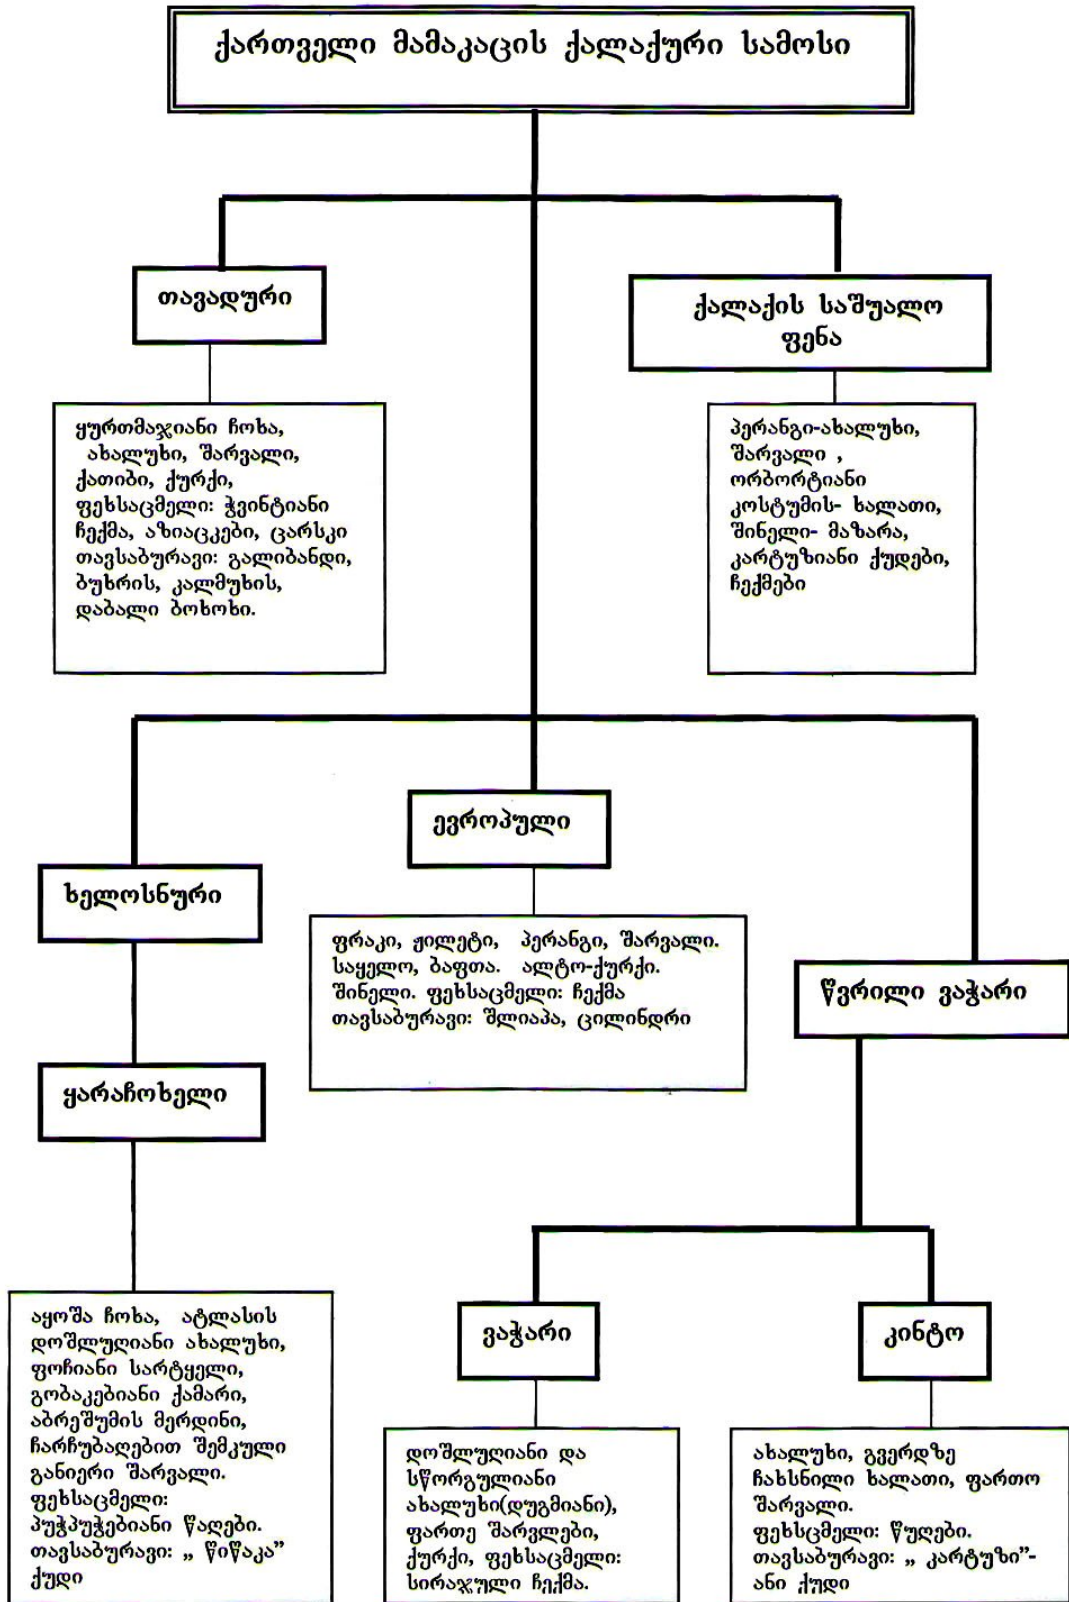 ქართველი მამაკაცის ქალაქური სამოსი
თავადური
ყურთმაჯიანი ჩოხა,
ახალუხი, შარვალი,
ქათიბი, ქურქი,
ფეხსაცმელი: ჭვინტიანი
ჩექმა, აზიაცკები, ცარსკი
თავსაბურავი: გალიბანდი,
ბუხრის, კალმუხის,
დაბალი ბოხოხი.
ქალაქის საშუალო
ფენა
პერანგი-ახალუხი,
შარვალი ,
ორბორტიანი
კოსტუმის- ხალათი,
შინელი- მაზარა,
კარტუზიანი ქუდები,
ჩექმები
ხელოსნური
ყარაჩოხელი
აყოშა ჩოხა, ატლასის
დოშლუღიანი ახალუხი,
ფოჩიანი სარტყელი,
გობაკებიანი ქამარი,
აბრეშუმის მერდინი,
ჩარჩუბაღებით შემკული
განიერი შარვალი.
ფეხსაცმელი:
პუჭპუჭებიანი წაღები.
თავსაბურავი: „ წიწაკა”
ქუდი
ევროპული
ფრაკი, ჟილეტი, პერანგი, შარვალი.
საყელო, ბაფთა. ალტო-ქურქი.
შინელი. ფეხსაცმელი: ჩექმა
თავსაბურავი: შლიაპა, ცილინდრი
წვრილი ვაჭარი
ვაჭარი
დოშლუღიანი და
სწორგულიანი
ახალუხი(დუგმიანი),
ფართე შარვლები,
ქურქი, ფეხსაცმელი:
სირაჯული ჩექმა.
კინტო
ახალუხი, გვერდზე
ჩახსნილი ხალათი, ფართო
შარვალი.
ფეხსცმელი: წუღები.
თავსაბურავი: „ კარტუზი”-
ანი ქუდი